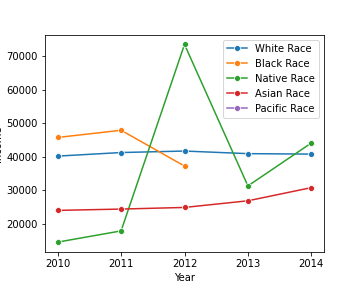 70000
60000
50000
40000
30000
20000
2010 2011 2012 2013 2014
Year
White Race
Black Race
Native Race
Asian Race
Pacific Race